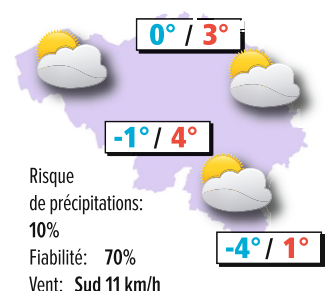 0° / 3°
-1° / 4°
Risque
de précipitations:
10%
Fiabilité: 70%
-4° / 1°
Vent: Sud 11 km/h